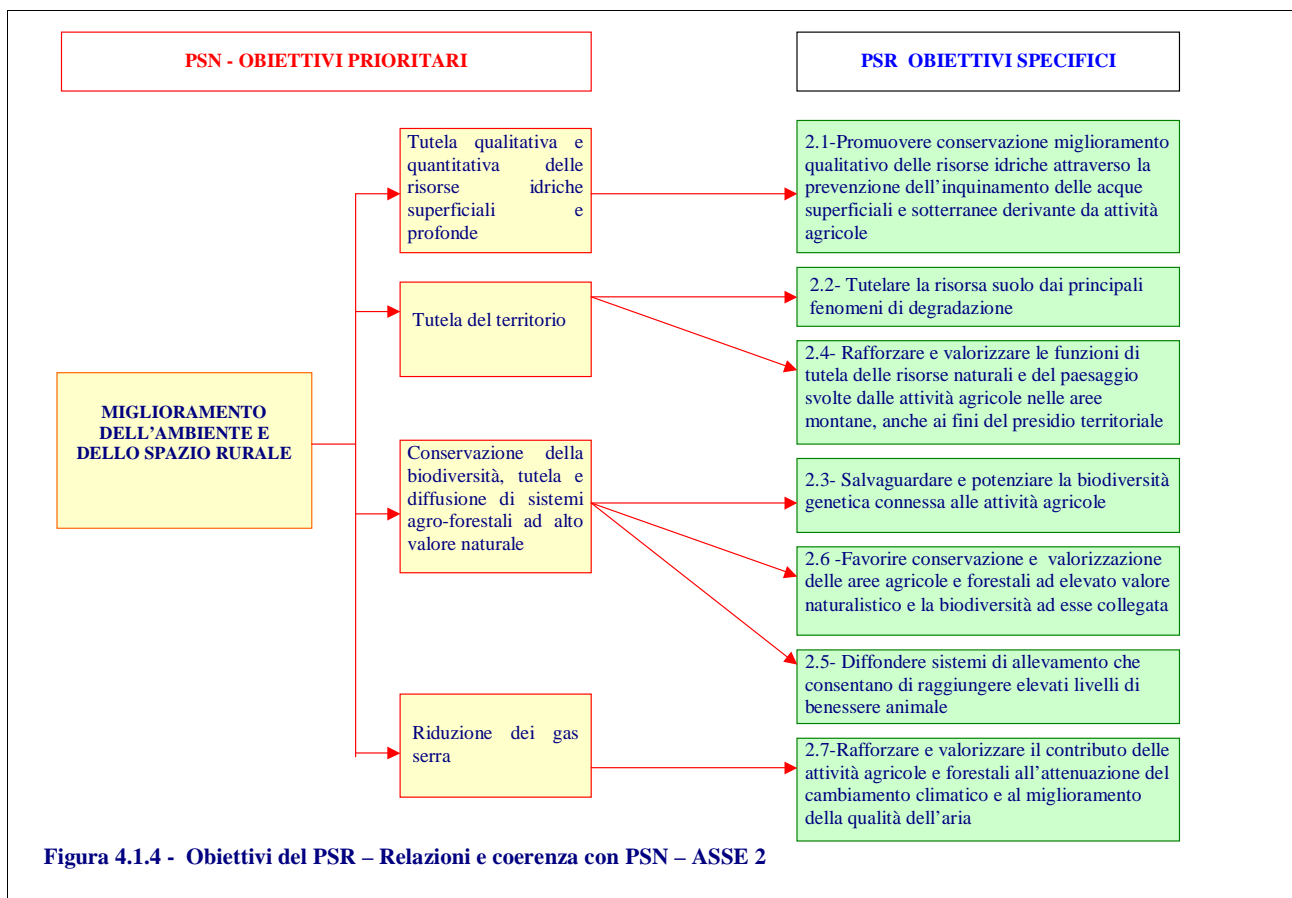 PSN - OBIETTIVI PRIORITARI
PSR OBIETTIVI SPECIFICI
MIGLIORAMENTO
DELL'AMBIENTE E
DELLO SPAZIO RURALE
Tutela qualitativa e
quantitativa delle
risorse idriche
superficiali e
profonde
Tutela del territorio
Conservazione della
biodiversità, tutela e
diffusione di sistemi
agro-forestali ad alto
valore naturale
Riduzione dei gas
serra
2.1-Promuovere conservazione miglioramento
qualitativo delle risorse idriche attraverso la
prevenzione dell'inquinamento delle acque
superficiali e sotterranee derivante da attività
agricole
2.2- Tutelare la risorsa suolo dai principali
fenomeni di degradazione
2.4- Rafforzare e valorizzare le funzioni di
tutela delle risorse naturali e del paesaggio
svolte dalle attività agricole nelle aree
montane, anche ai fini del presidio territoriale
2.3- Salvaguardare e potenziare la biodiversità
genetica connessa alle attività agricole
2.6 -Favorire conservazione e valorizzazione
delle aree agricole e forestali ad elevato valore
naturalistico e la biodiversità ad esse collegata
2.5- Diffondere sistemi di allevamento che
consentano di raggiungere elevati livelli di
benessere animale
2.7-Rafforzare e valorizzare il contributo delle
attività agricole e forestali all'attenuazione del
cambiamento climatico e al miglioramento
della qualità dell'aria
Figura 4.1.4 - Obiettivi del PSR – Relazioni e coerenza con PSN – ASSE 2